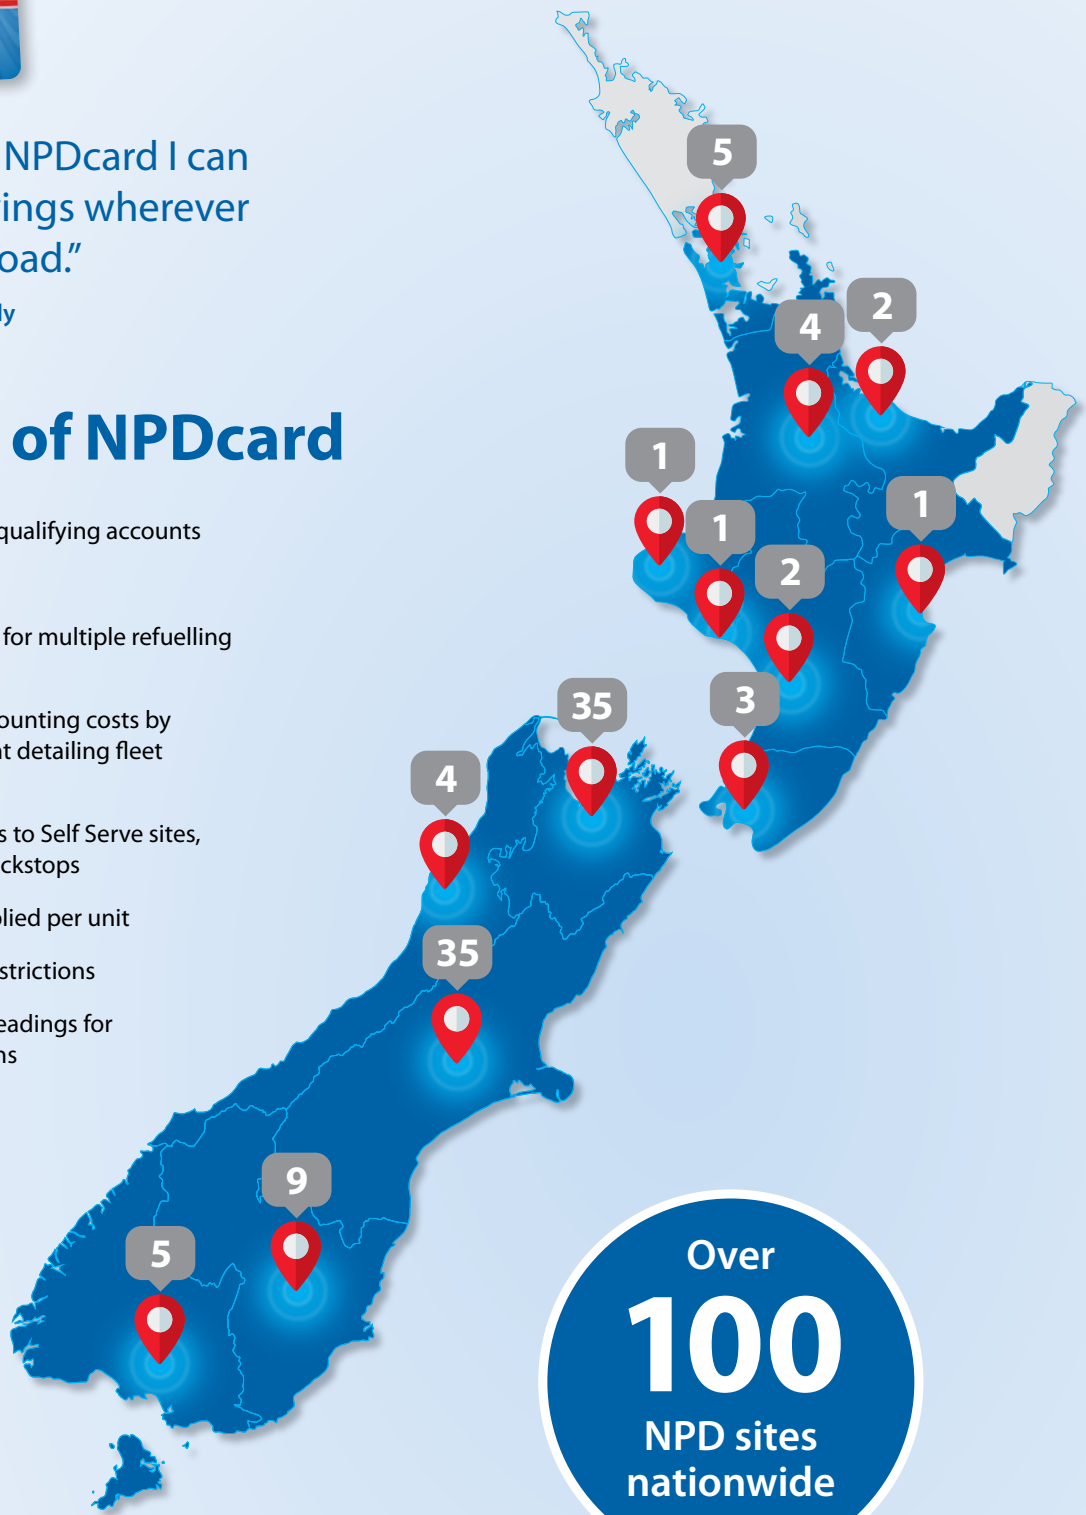 NPDcard I can
ings wherever
oad.”
ly
of NPDcard
qualifying accounts
for multiple refuelling
ounting costs by
t detailing fleet
s to Self Serve sites,
ckstops
lied per unit
strictions
eadings for
ns
5
4
2
1
1
1
2
3
35
4
35
9
5
Over
100
NPD sites
nationwide